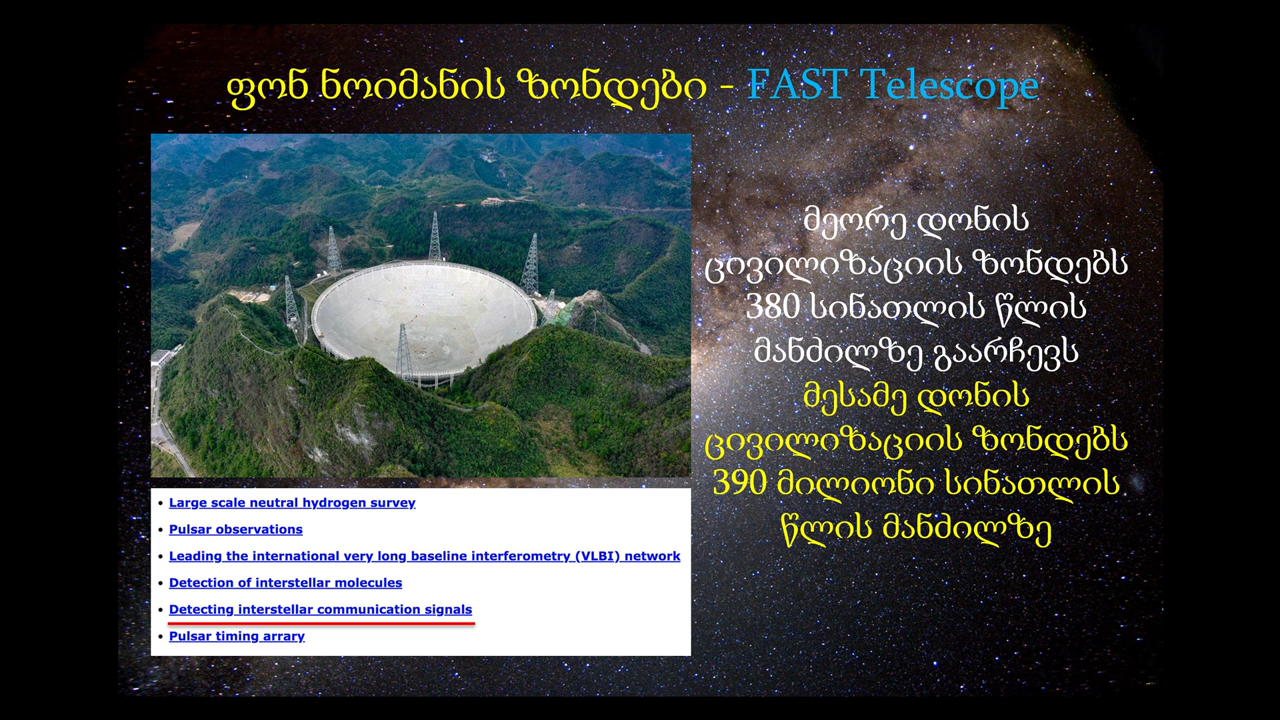 ფონ ნოიმანის ზონდები - FAST Telescope
მეორე დონის
ცივილიზაციის ზონდებს
380 სინათლის წლის
მანძილზე გაარჩევს
მესამე დონის
ცივილიზაციის ზონდებს
390 მილიონი სინათლის
წლის მანძილზე
• Large scale neutral hydrogen survey
• Pulsar observations
• Leading the international very long baseline interferometry (VLBI) network
• Detection of interstellar molecules
• Detecting interstellar communication signals
• Pulsar timing arrary